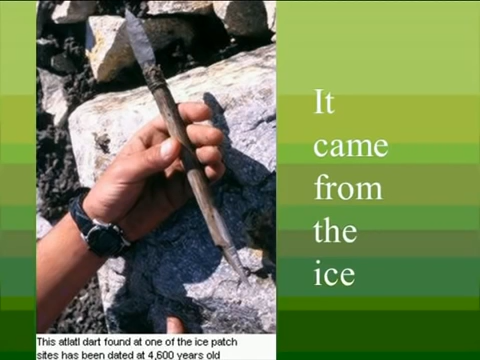 It
came
from
the
ice
This atlatl dart found at one of the ice patch
sites has been dated at 4,600 years old